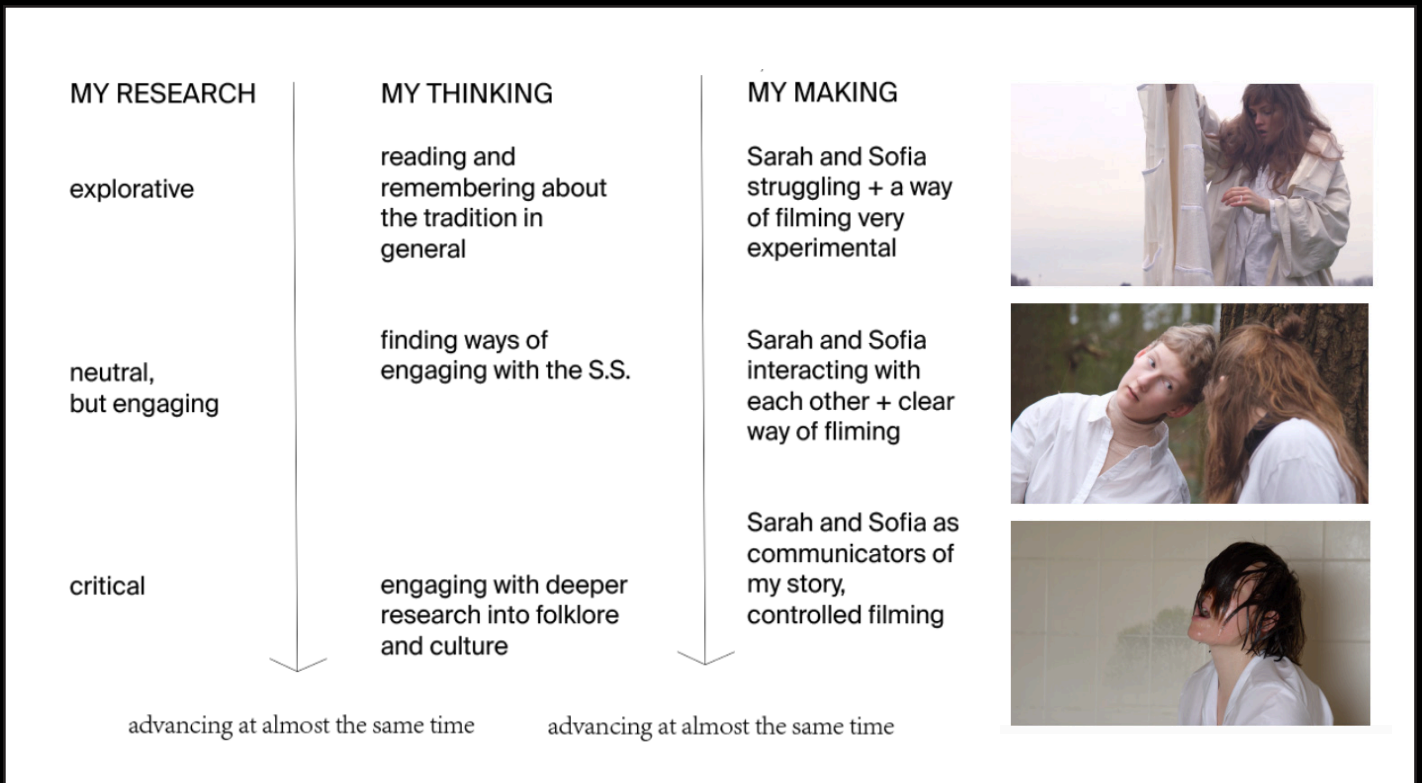 MY RESEARCH
explorative
neutral,
but engaging
critical
MY THINKING
reading and
remembering about
the tradition in
general
finding ways of
engaging with the S.S.
engaging with deeper
research into folklore
and culture
MY MAKING
Sarah and Sofia
struggling + a way
of filming very
experimental
Sarah and Sofia
interacting with
each other + clear
way of fliming
Sarah and Sofia as
communicators of
my story,
controlled filming
advancing at almost the same time
advancing at almost the same time